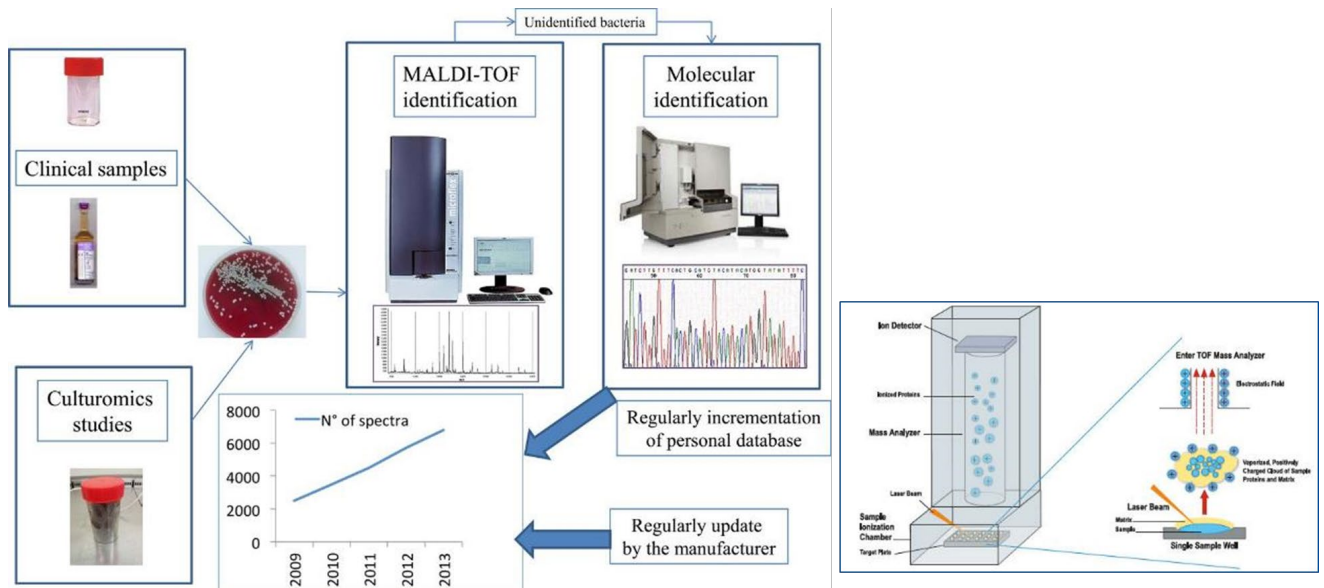 Unidentified bacteria
MALDI-TOF
identification
Molecular
identification
Clinical samples
microflex
Culturomics
studies
N° of spectra
8000
6000
4000
2000
0
2009
2010
2011
2012
2013
Regularly incrementation
of personal database
Regularly update
by the manufacturer
Ion Detector
Ionized Proteins
Mass Analyzer
Laser Beam
Sample
Ionization
Chamber
Target Plate
Enter TOF Mass Analyzer
Electrostatic Field
Vaporized, Positively
Charged Cloud of Sample
Proteins and Matrix
Laser Beam
Matrix
Sample
Single Sample Well